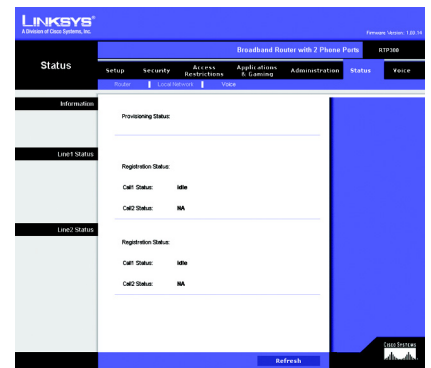 LINKSYS®
A Division of Cisco Systems, Inc.
Firmware Version: 1.00.14
Broadband Router with 2 Phone Ports RTP300
Status
Setup Security Access Restrictions Applications & Gaming Administration Status Voice
Router Local Network Voice
Information
Provisioning Status:
Line1 Status
Registration Status:
Call1 Status: Idle
Call2 Status: NA
Line2 Status
Registration Status:
Call1 Status: Idle
Call2 Status: NA
Refresh
CISCO SYSTEMS